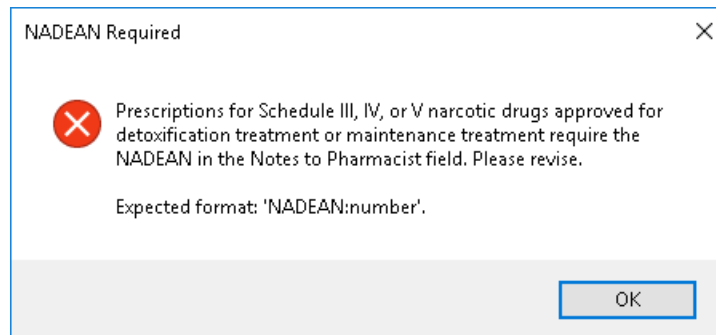 NADEAN Required
Prescriptions for Schedule III, IV, or V narcotic drugs approved for
detoxification treatment or maintenance treatment require the
NADEAN in the Notes to Pharmacist field. Please revise.
Expected format: 'NADEAN:number'.
OK